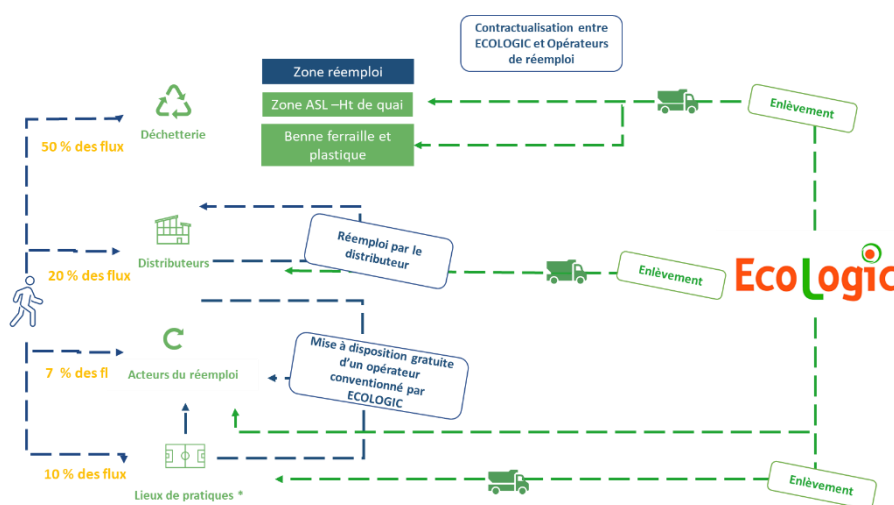 Contractualisation entre
ECOLOGIC et Opérateurs
de réemploi
Zone réemploi
Zone ASL –Ht de quai
Benne ferraille et
plastique
Enlèvement
Déchetterie
50 % des flux
Réemploi par le
distributeur
Distributeurs
20 % des flux
Enlèvement
EcoLogic
Mise à disposition gratuite
d'un opérateur
conventionné par
ECOLOGIC
7 % des fl
Acteurs du réemploi
10 % des flux
Lieux de pratiques *
Enlèvement